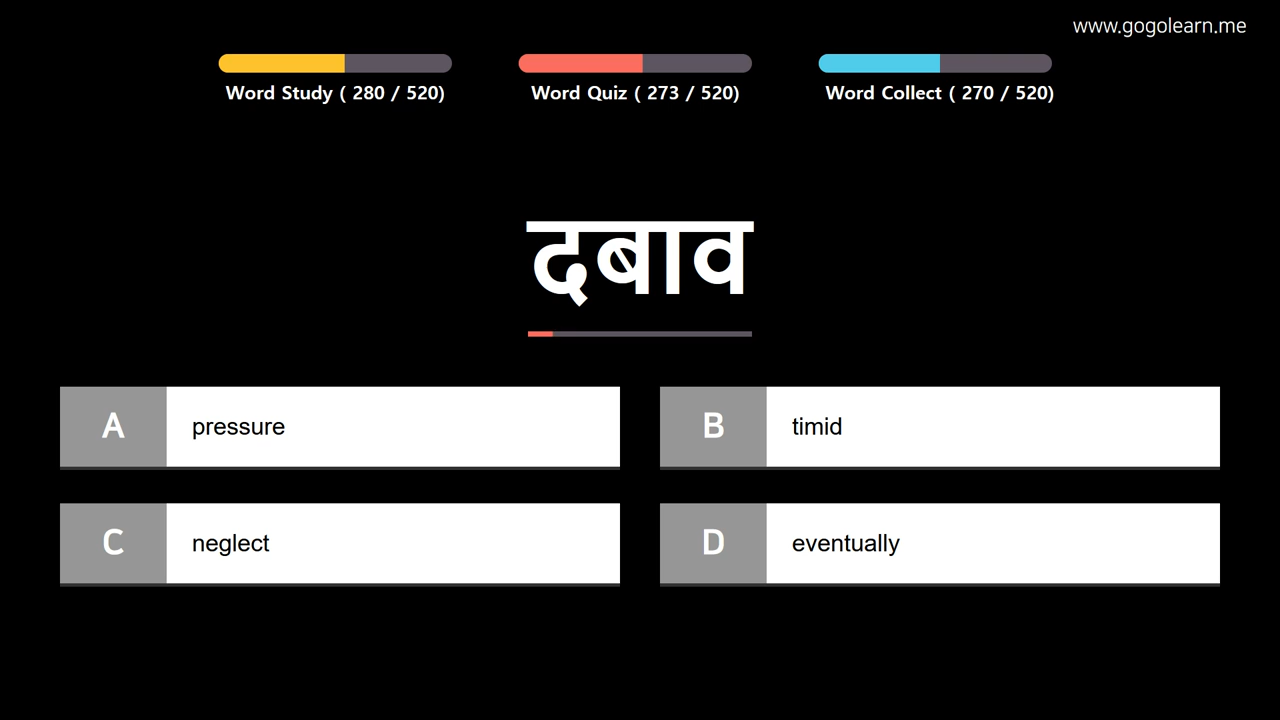 www.gogolearn.me
Word Study ( 280 / 520)
Word Quiz ( 273 / 520)
Word Collect ( 270 / 520)
दबाव
A pressure
B timid
C neglect
D eventually